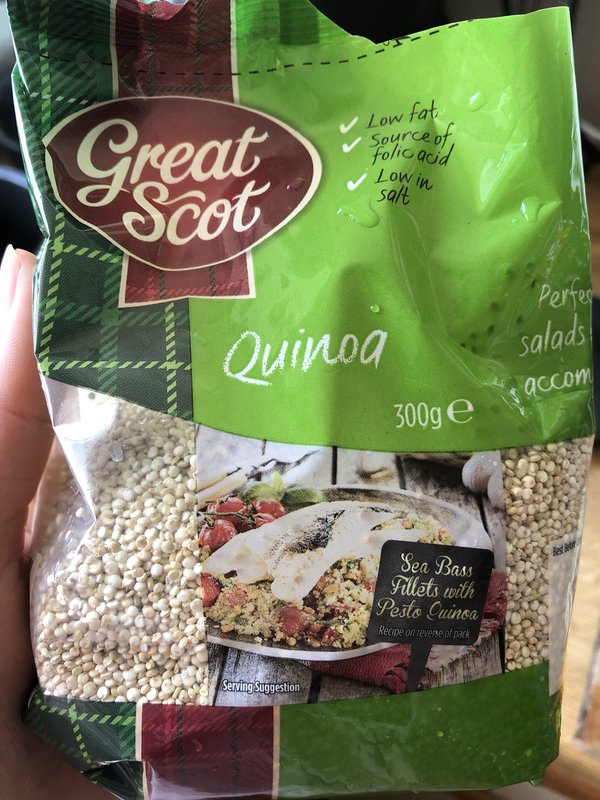 Great
Scot
Low fat
Source of
folic acid
Low in
salt
Quinoa
salads
300g e
Sea Bass
Fillets with
Pesto Quinoa
Recipe on reverse of pack
Serving Suggestion
Best